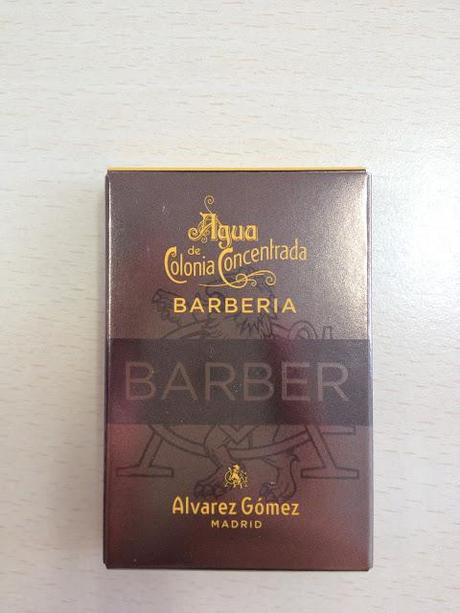 Agua
de
Colonia Concentrada
BARBERIA
BARBER
Alvarez Gómez
MADRID